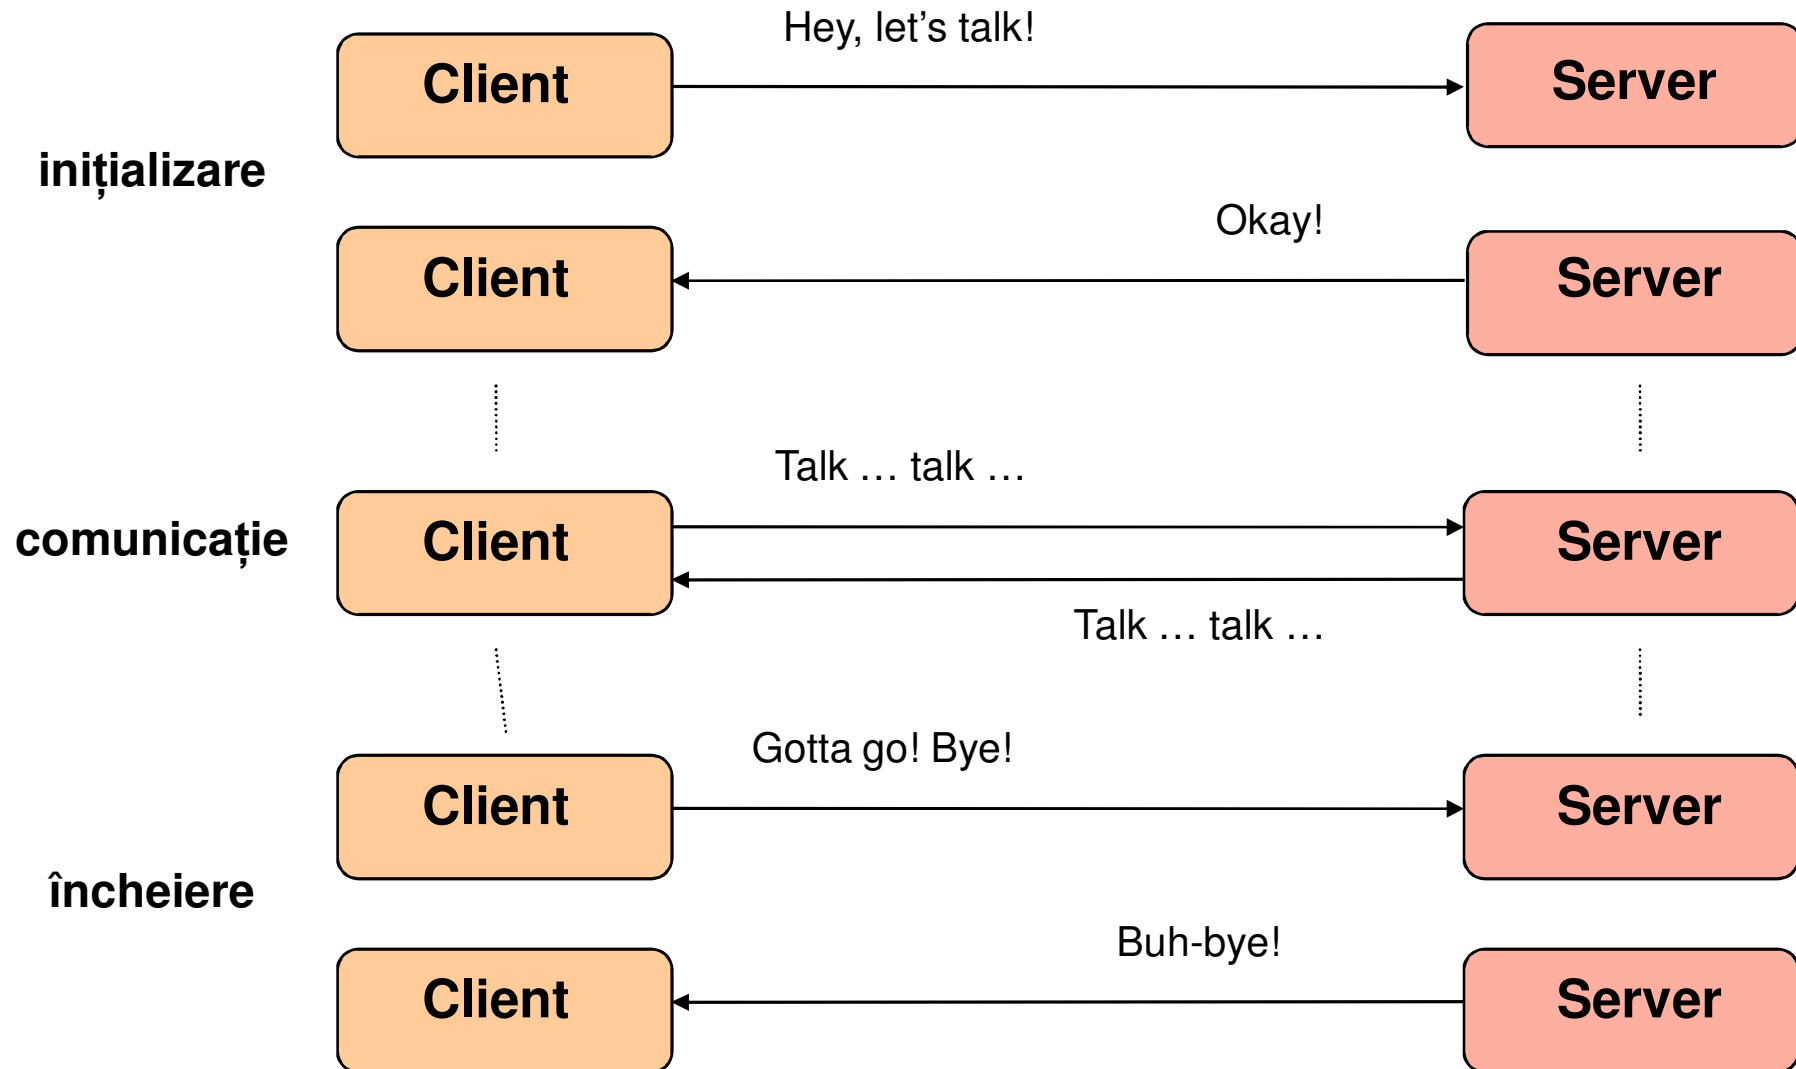 Hey, let's talk!
Client
Server
inițializare
Okay!
Client
Server
Talk … talk …
comunicație
Client
Server
Talk … talk …
Gotta go! Bye!
Client
Server
încheiere
Buh-bye!
Client
Server